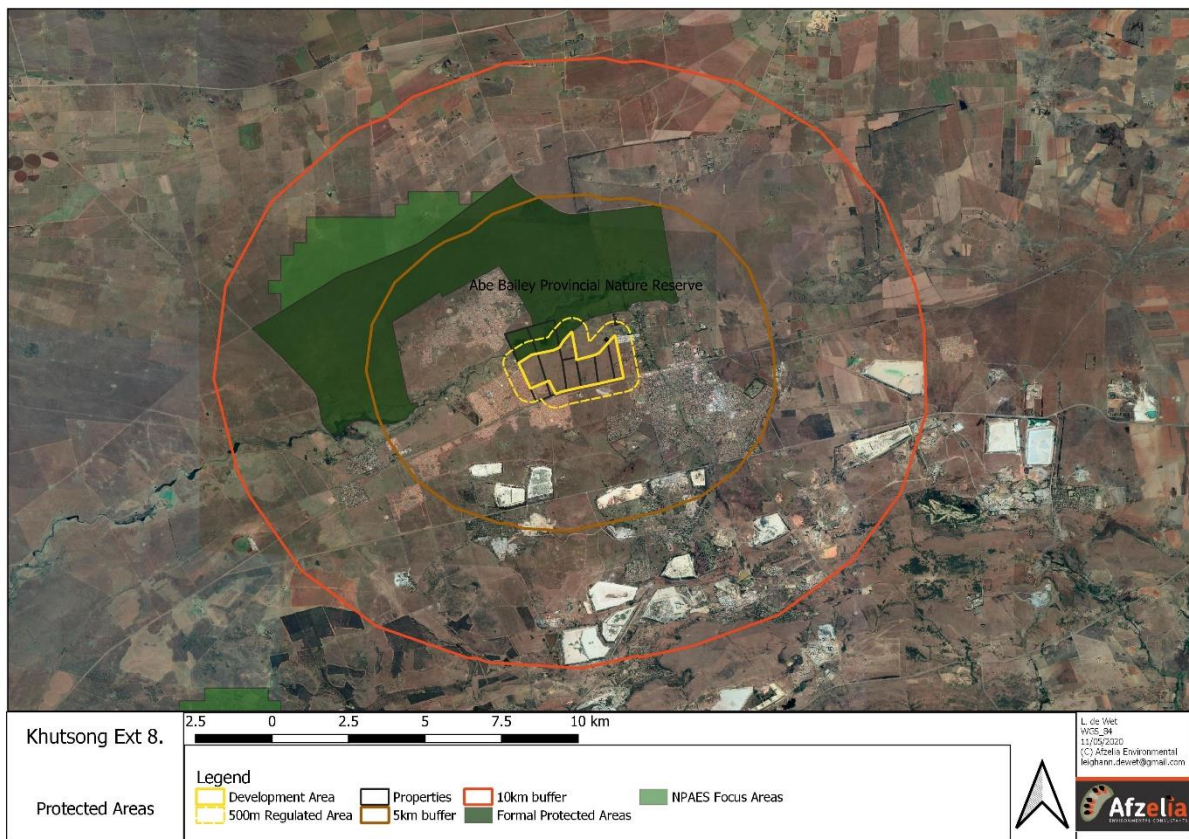 Abe Bailey Provincial Nature Reserve
Khutsong Ext 8.
Protected Areas
2.5 0 2.5 5 7.5 10 km
Legend
Development Area Properties 10km buffer NPAES Focus Areas
500m Regulated Area 5km buffer Formal Protected Areas
L. de Wet
WGS_84
11/05/2020
(C) Afzelia Environmental
leighann.dewet@gmail.com
Afzelia
ENVIRONMENTAL CONSULTANTS